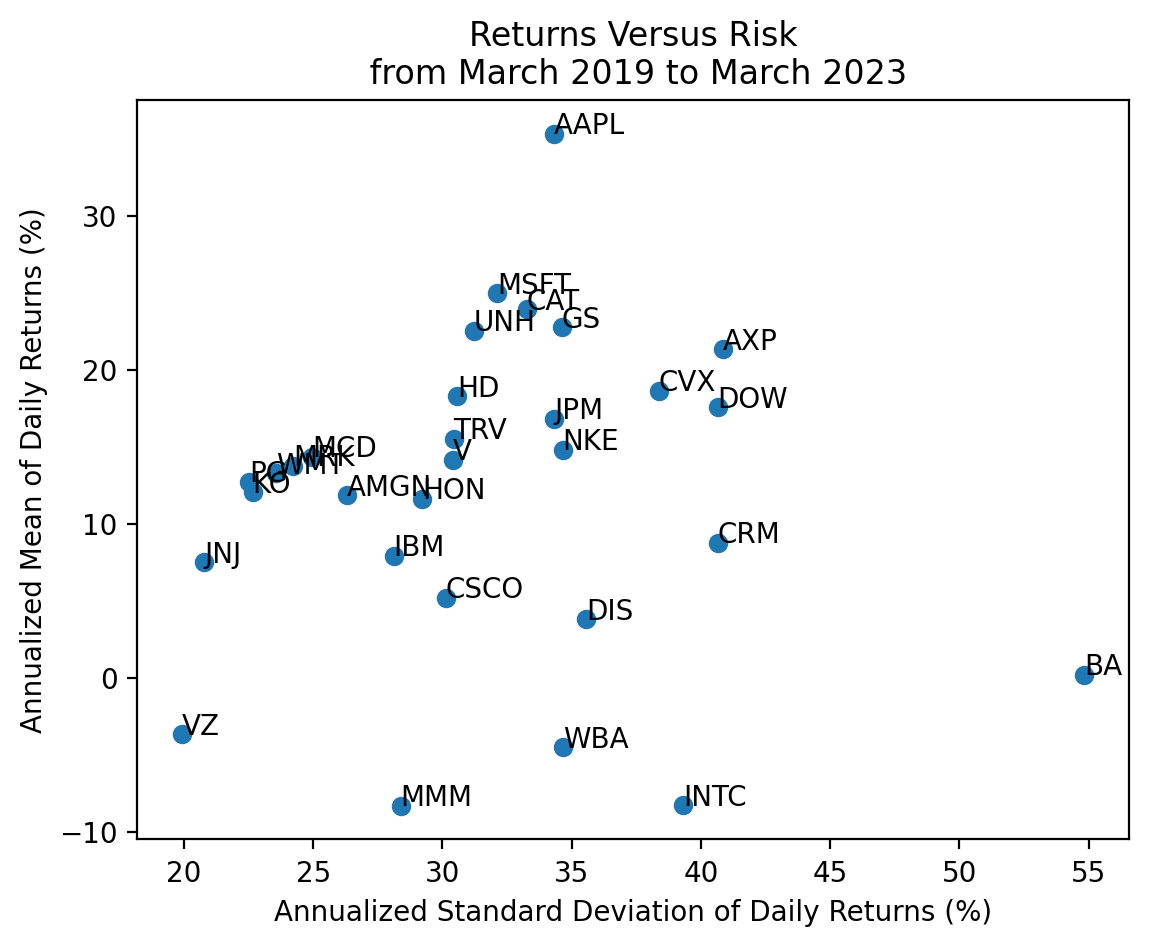 Returns Versus Risk
from March 2019 to March 2023
AAPL
MSFT
CAT
GS
UNH
AXP
HD
CVX
DOW
JPM
TRV
NKE
V
MCD
MRK
WMT
PG
KO
AMGN
HON
JNJ
IBM
CRM
CSCO
DIS
BA
VZ
WBA
MMM
INTC
30
20
10
0
−10
Annualized Mean of Daily Returns (%)
20 25 30 35 40 45 50 55
Annualized Standard Deviation of Daily Returns (%)